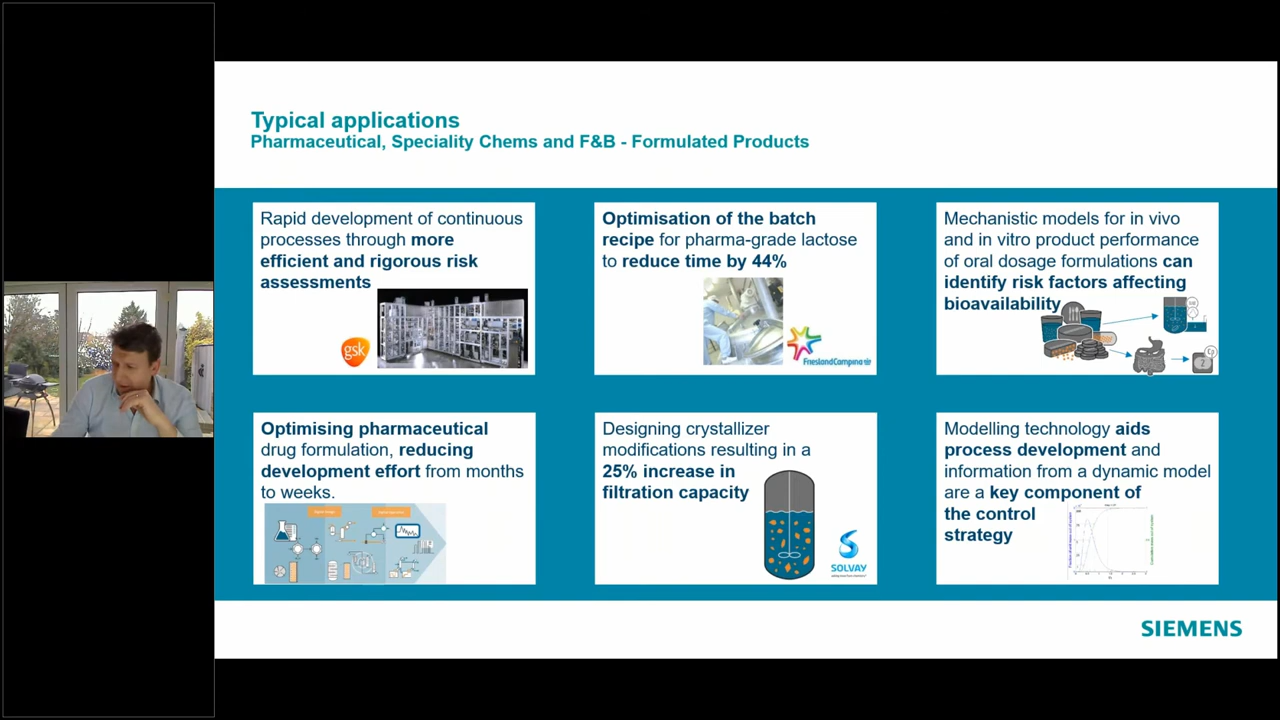 Typical applications
Pharmaceutical, Speciality Chems and F&B - Formulated Products
Rapid development of continuous
processes through more
efficient and rigorous risk
assessments
gsk
Optimisation of the batch
recipe for pharma-grade lactose
to reduce time by 44%
FrieslandCampina
Mechanistic models for in vivo
and in vitro product performance
of oral dosage formulations can
identify risk factors affecting
bioavailability
Optimising pharmaceutical
drug formulation, reducing
development effort from months
to weeks.
Designing crystallizer
modifications resulting in a
25% increase in
filtration capacity
SOLVAY
Modelling technology aids
process development and
information from a dynamic model
are a key component of
the control
strategy
SIEMENS